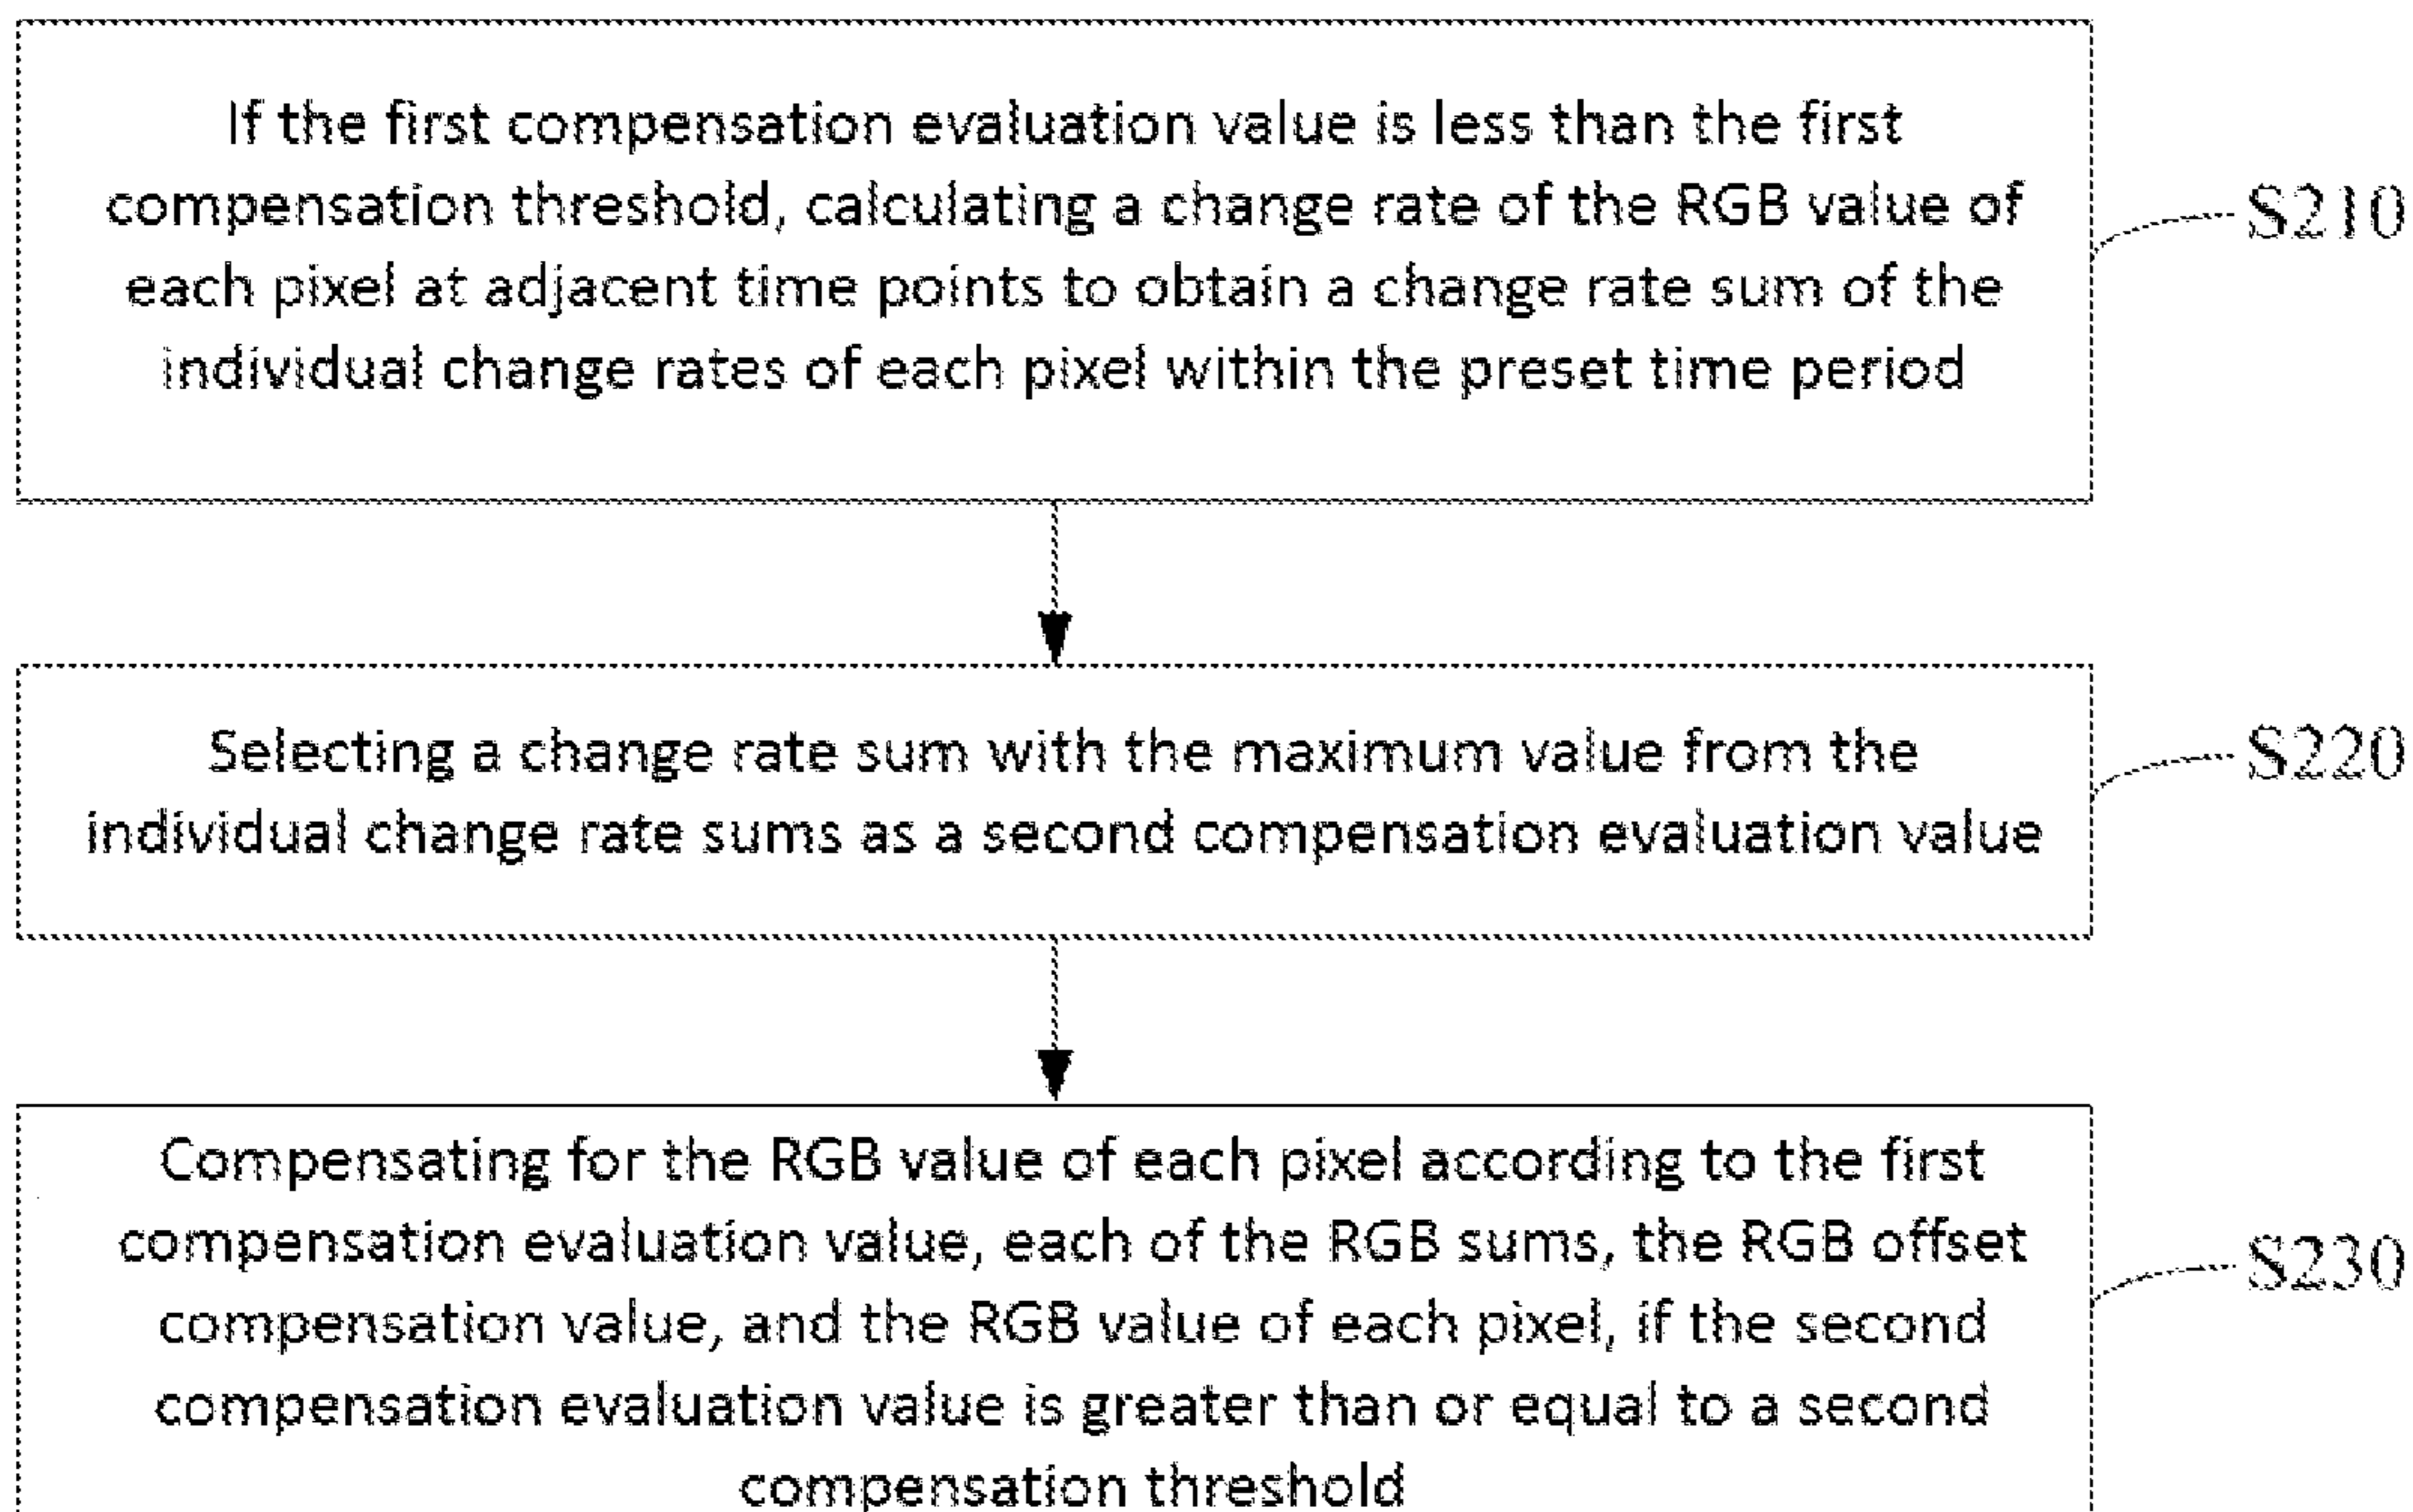 If the first compensation evaluation value is less than the first
compensation threshold, calculating a change rate of the RGB value of
each pixel at adjacent time points to obtain a change rate sum of the
individual change rates of each pixel within the preset time period
S210
Selecting a change rate sum with the maximum value from the
individual change rate sums as a second compensation evaluation value
S220
Compensating for the RGB value of each pixel according to the first
compensation evaluation value, each of the RGB sums, the RGB offset
compensation value, and the RGB value of each pixel, if the second
compensation evaluation value is greater than or equal to a second
compensation threshold
S230